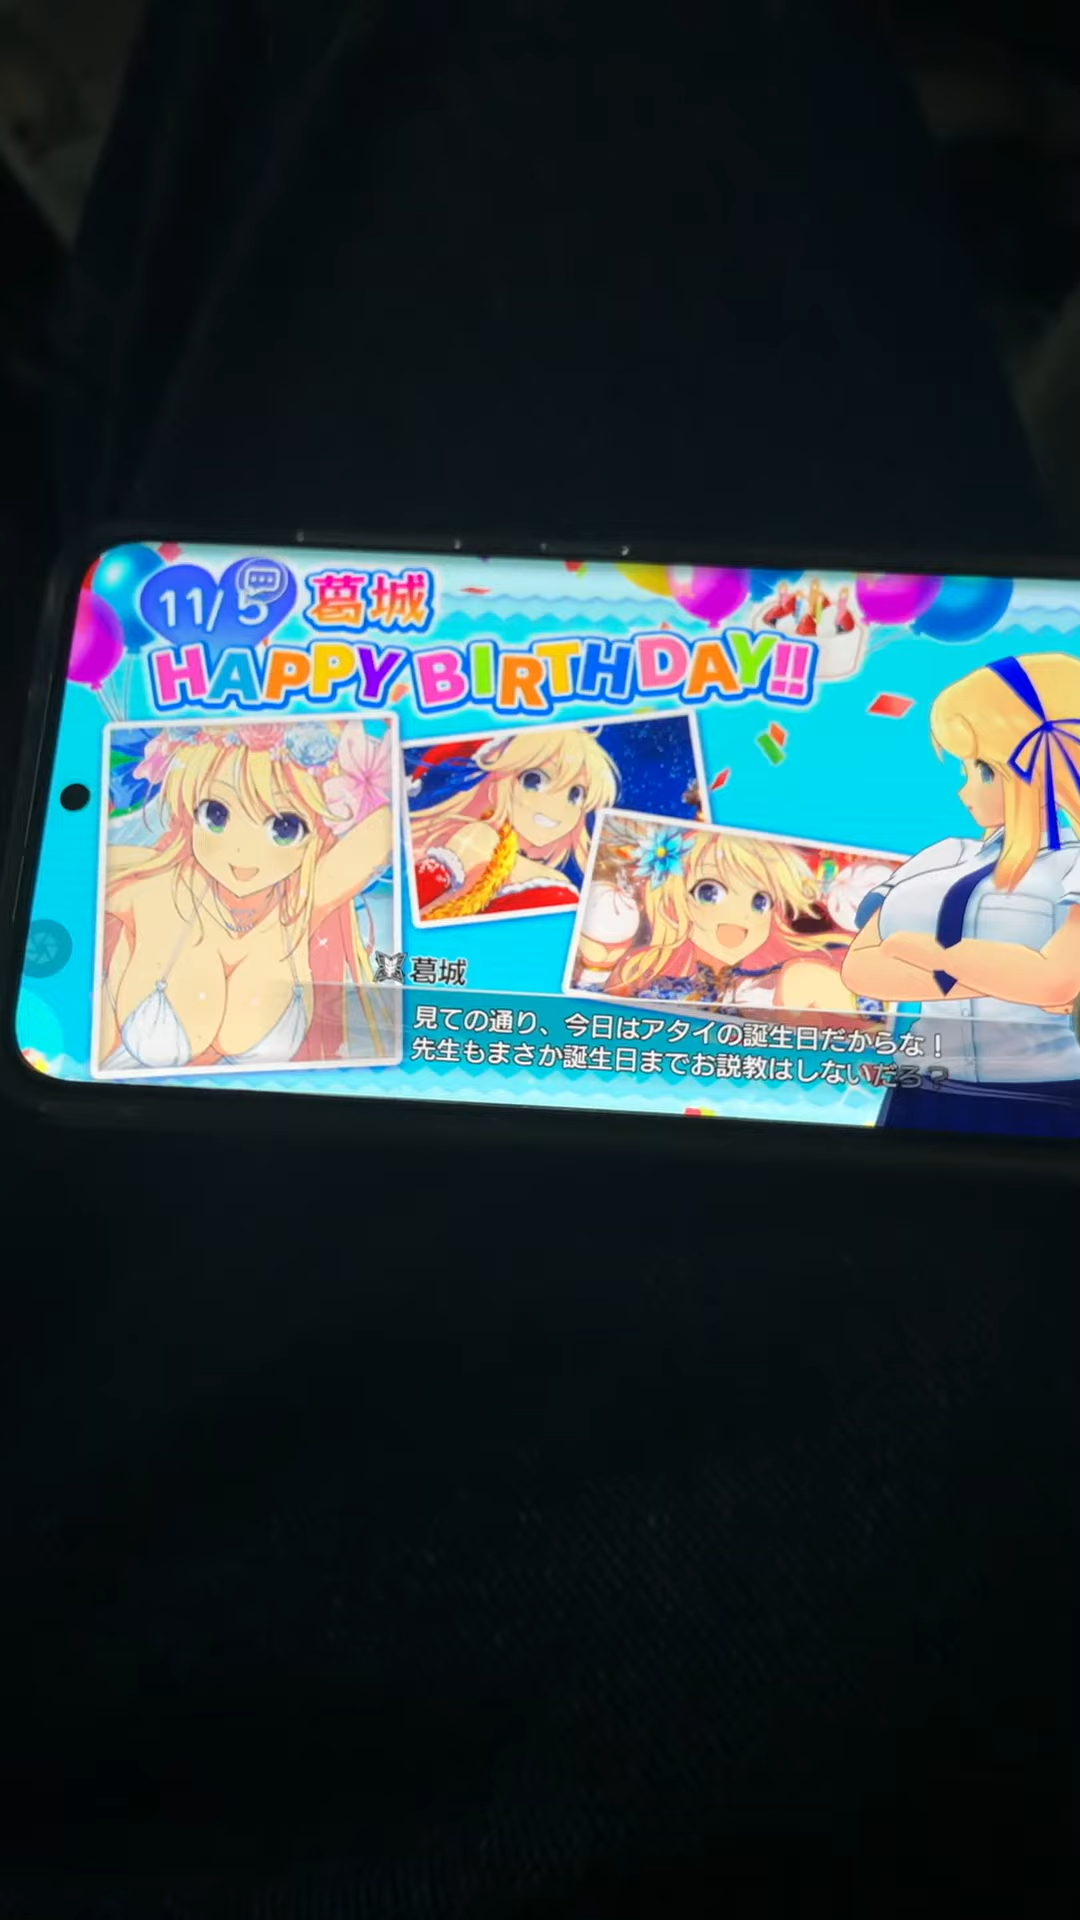 11/5 葛城
HAPPY BIRTHDAY!!
葛城
見ての通り、今日はアタイの誕生日だからな！
先生もまさか誕生日までお説教はしないだろ？